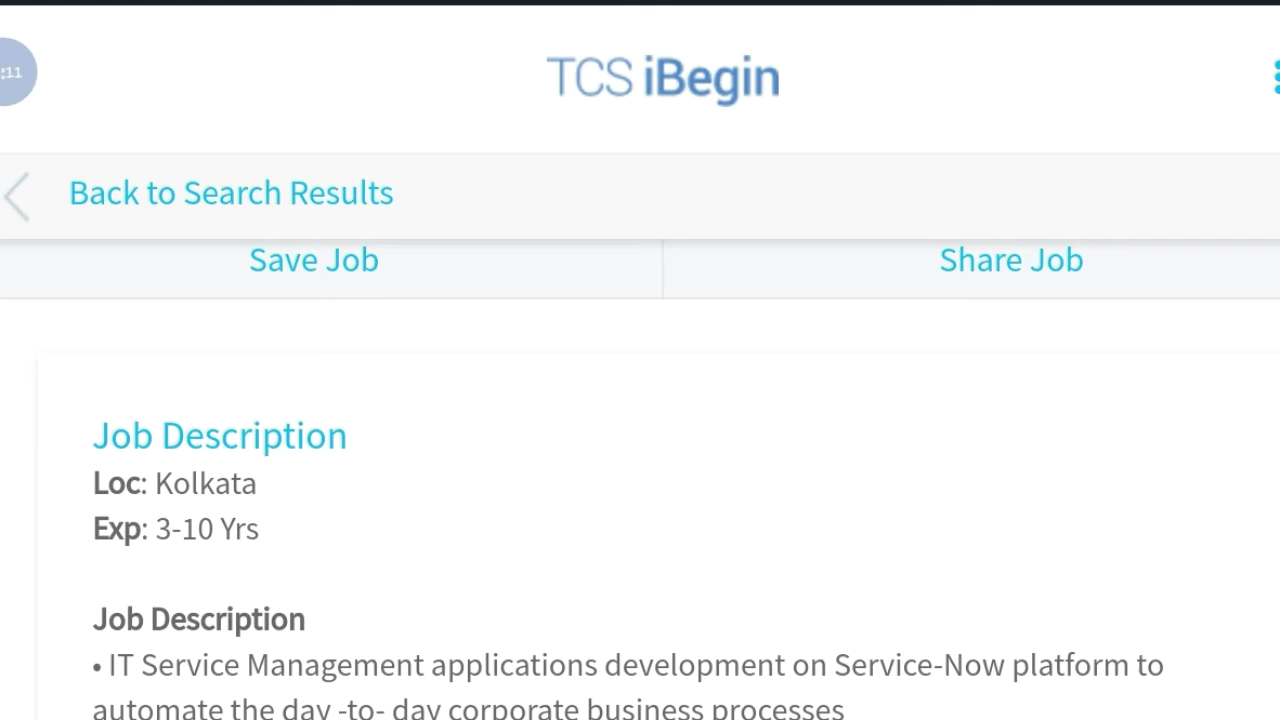 :11
TCS iBegin
Back to Search Results
Save Job
Share Job
Job Description
Loc: Kolkata
Exp: 3-10 Yrs
Job Description
• IT Service Management applications development on Service-Now platform to
automate the day -to- day corporate business processes